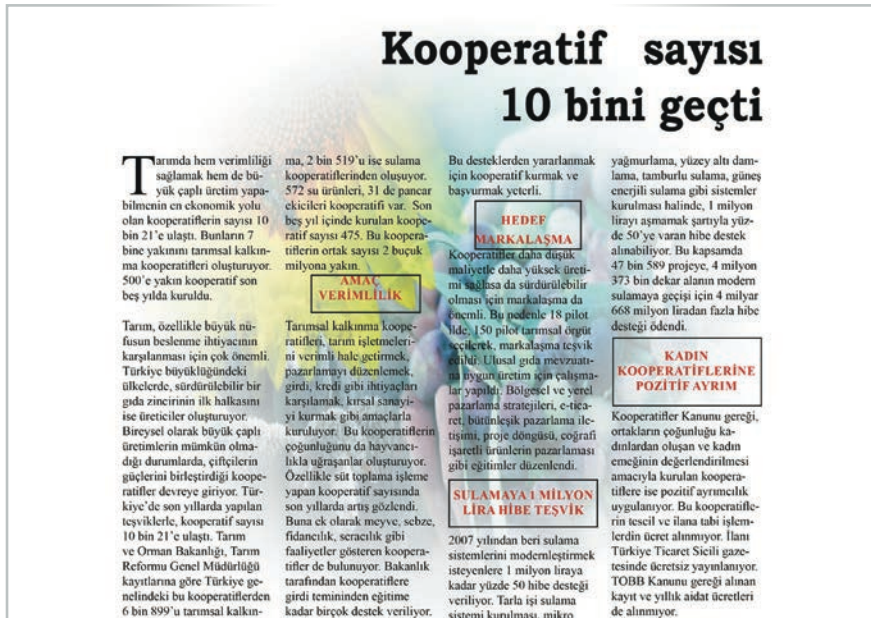 Kooperatif sayısı
10 bini geçti
Tarımda hem verimliliği
sağlamak hem de bü-
yük çaplı üretim yapa-
bilmenin en ekonomik yolu
olan kooperatiflerin sayısı 10
bin 21'e ulaştı. Bunların 7
bine yakınını tarımsal kalkın-
ma kooperatifleri oluşturuyor.
500'e yakın kooperatif son
beş yılda kuruldu.
Tarım, özellikle büyük nü-
fusun beslenme ihtiyacının
karşılanması için çok önemli.
Türkiye büyüklüğündeki
ülkelerde, sürdürülebilir bir
gıda zincirinin ilk halkasını
ise üreticiler oluşturuyor.
Bireysel olarak büyük çaplı
üretimlerin mümkün olma-
dığı durumlarda, çiftçilerin
güçlerini birleştirdiği koope-
ratifler devreye giriyor. Tür-
kiye'de son yıllarda yapılan
teşviklerle, kooperatif sayısı
10 bin 21'e ulaştı. Tarım
ve Orman Bakanlığı, Tarım
Reformu Genel Müdürlüğü
kayıtlarına göre Türkiye ge-
nelindeki bu kooperatiflerden
6 bin 899'u tarımsal kalkın-
ma, 2 bin 519'u ise sulama
kooperatiflerinden oluşuyor.
572 su ürünleri, 31 de pancar
ekicileri kooperatifi var. Son
beş yıl içinde kurulan koope-
ratif sayısı 475. Bu koopera-
tiflerin ortak sayısı 2 buçuk
milyona yakın.
AMAÇ
VERİMLİLİK
Tarımsal kalkınma koope-
ratifleri, tarım işletmeleri-
ni verimli hale getirmek,
pazarlamayı düzenlemek,
girdi, kredi gibi ihtiyaçları
karşılamak, kırsal sanayi-
yi kurmak gibi amaçlarla
kuruluyor. Bu kooperatiflerin
çoğunluğunu da hayvancı-
lıkla uğraşanlar oluşturuyor.
Özellikle süt toplama işleme
yapan kooperatif sayısında
son yıllarda artış gözlendi.
Buna ek olarak meyve, sebze,
fidancılık, seracılık gibi
faaliyetler gösteren koopera-
tifler de bulunuyor. Bakanlık
tarafından kooperatiflere
girdi temininden eğitime
kadar birçok destek veriliyor.
Bu desteklerden yararlanmak
için kooperatif kurmak ve
başvurmak yeterli.
HEDEF
MARKALAŞMA
Kooperatifler daha düşük
maliyetle daha yüksek üreti-
mi sağlasa da sürdürülebilir
olması için markalaşma da
önemli. Bu nedenle 18 pilot
ilde, 150 pilot tarımsal örgüt
seçilerek, markalaşma teşvik
edildi. Ulusal gıda mevzuatı-
na uygun üretim için çalışma-
lar yapıldı. Bölgesel ve yerel
pazarlama stratejileri, e-tica-
ret, bütünleşik pazarlama ile-
tişimi, proje döngüsü, coğrafi
işaretli ürünlerin pazarlaması
gibi eğitimler düzenlendi.
SULAMAYA 1 MİLYON
LİRA HİBE TEŞVİK
2007 yılından beri sulama
sistemlerini modernleştirmek
isteyenlere 1 milyon liraya
kadar yüzde 50 hibe desteği
veriliyor. Tarla içi sulama
sistemi kurulması, mikro
yağmurlama, yüzey altı dam-
lama, tamburlu sulama, güneş
enerjili sulama gibi sistemler
kurulması halinde, 1 milyon
lirayı aşmamak şartıyla yüz-
de 50'ye varan hibe destek
alınabiliyor. Bu kapsamda
47 bin 589 projeye, 4 milyon
373 bin dekar alanın modern
sulamaya geçişi için 4 milyar
668 milyon liradan fazla hibe
desteği ödendi.
KADIN
KOOPERATİFLERİNE
POZİTİF AYRIM
Kooperatifler Kanunu gereği,
ortakların çoğunluğu ka-
dınlardan oluşan ve kadın
emeğinin değerlendirilmesi
amacıyla kurulan koopera-
tiflere ise pozitif ayrımcılık
uygulanıyor. Bu kooperatifle-
rin tescil ve ilana tabi işlem-
lerdin ücret alınmıyor. İlanı
Türkiye Ticaret Sicili gaze-
tesinde ücretsiz yayınlanıyor.
TOBB Kanunu gereği alınan
kayıt ve yıllık aidat ücretleri
de alınmıyor.